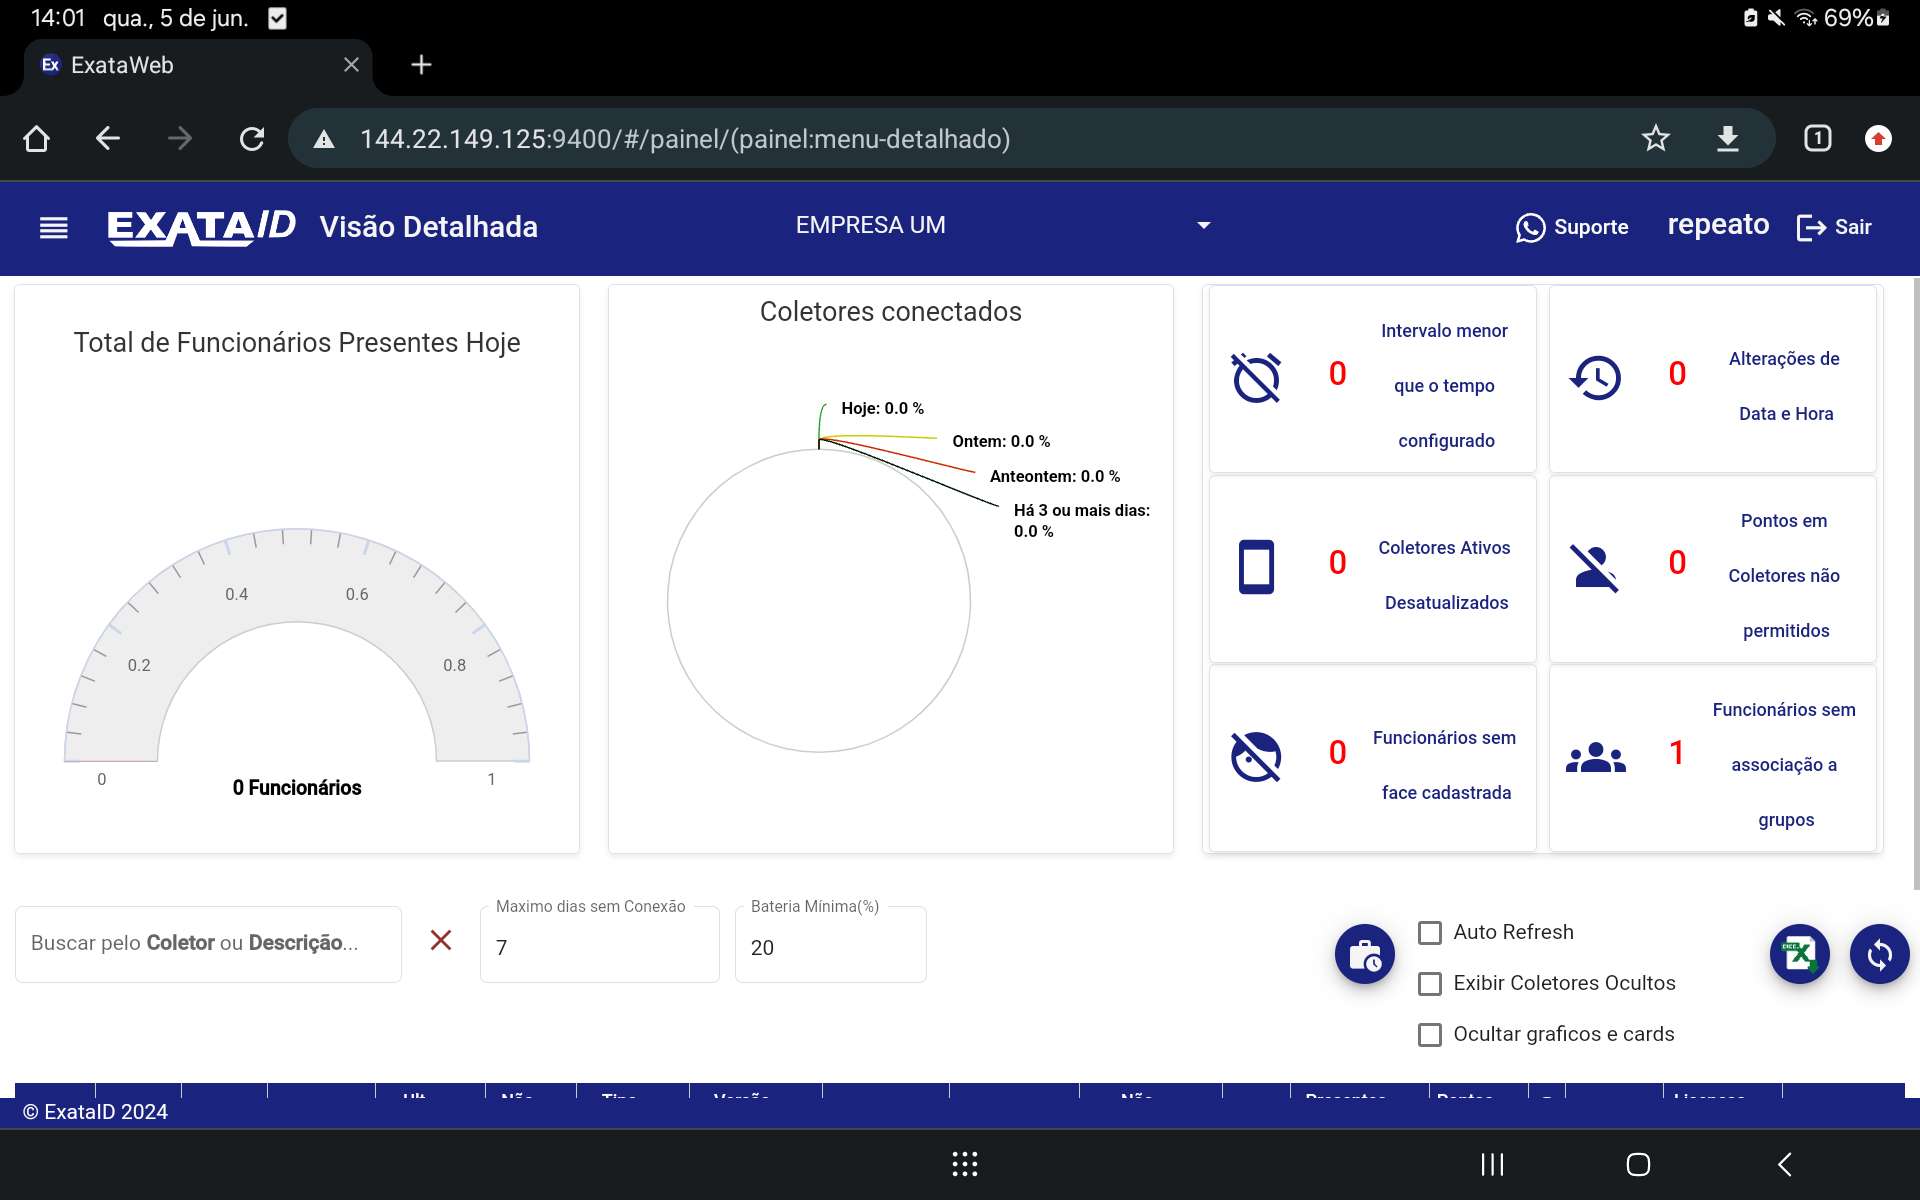 14:01 qua., 5 de jun.
69%
Ex ExataWeb
144.22.149.125:9400/#/painel/(painel:menu-detalhado)
1
EXATAID Visão Detalhada
EMPRESA UM
Suporte
repeato
Sair
Total de Funcionários Presentes Hoje
0
0.2
0.4
0.6
0.8
1
0 Funcionários
Coletores conectados
Hoje: 0.0 %
Ontem: 0.0 %
Anteontem: 0.0 %
Há 3 ou mais dias:
0.0 %
0
Intervalo menor
que o tempo
configurado
0
Alterações de
Data e Hora
0
Coletores Ativos
Desatualizados
0
Pontos em
Coletores não
permitidos
0
Funcionários sem
face cadastrada
1
Funcionários sem
associação a
grupos
Buscar pelo Coletor ou Descrição...
Maximo dias sem Conexão
7
Bateria Mínima(%)
20
Auto Refresh
Exibir Coletores Ocultos
Ocultar graficos e cards
© ExataID 2024